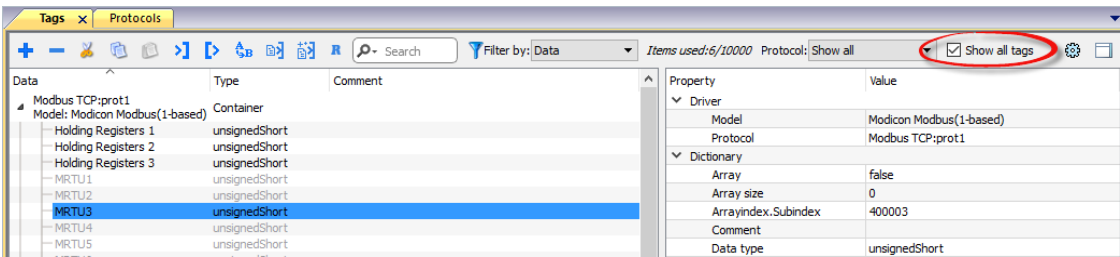 Tags x Protocols
R Search Filter by: Data Items used:6/10000 Protocol: Show all Show all tags
Data Type Comment Property Value
Modbus TCP:prot1
Model: Modicon Modbus(1-based) Container
Holding Registers 1 unsignedShort
Holding Registers 2 unsignedShort
Holding Registers 3 unsignedShort
MRTU1 unsignedShort
MRTU2 unsignedShort
MRTU3 unsignedShort
MRTU4 unsignedShort
MRTU5 unsignedShort
Driver
Model Modicon Modbus(1-based)
Protocol Modbus TCP:prot1
Dictionary
Array false
Array size 0
Arrayindex.Subindex 400003
Comment
Data type unsignedShort